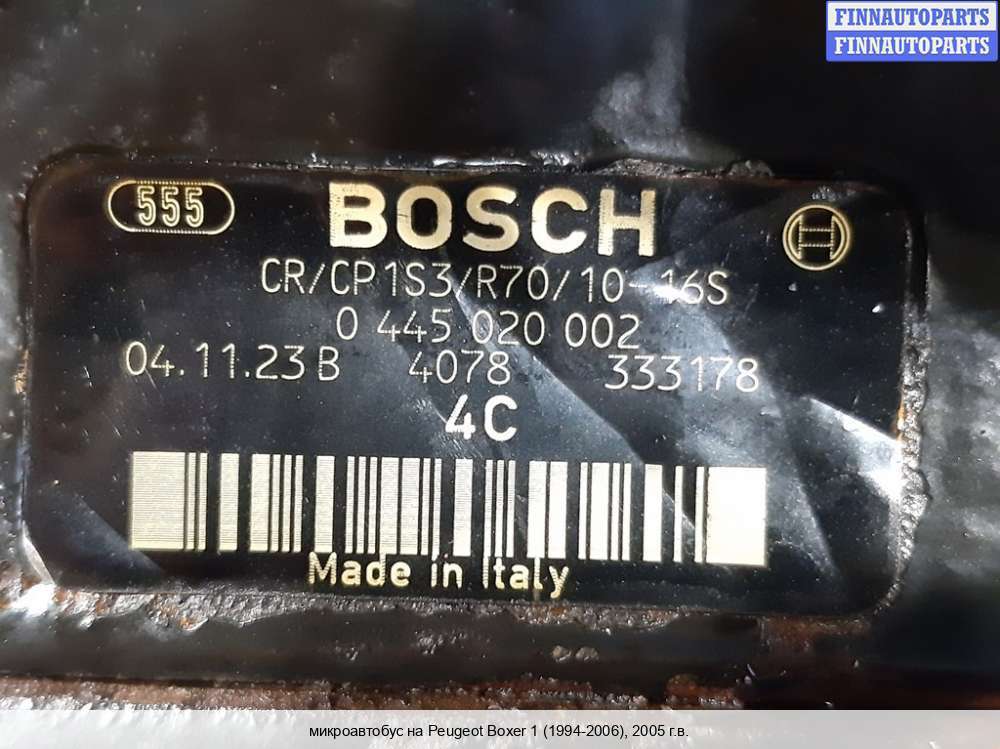 FINNAUTOPARTS
FINNAUTOPARTS
555
BOSCH
CR/CP1S3/R70/10-16S
0 445 020 002
04.11.23B 4078 333178
4C
Made in Italy
микроавтобус на Peugeot Boxer 1 (1994-2006), 2005 г.в.